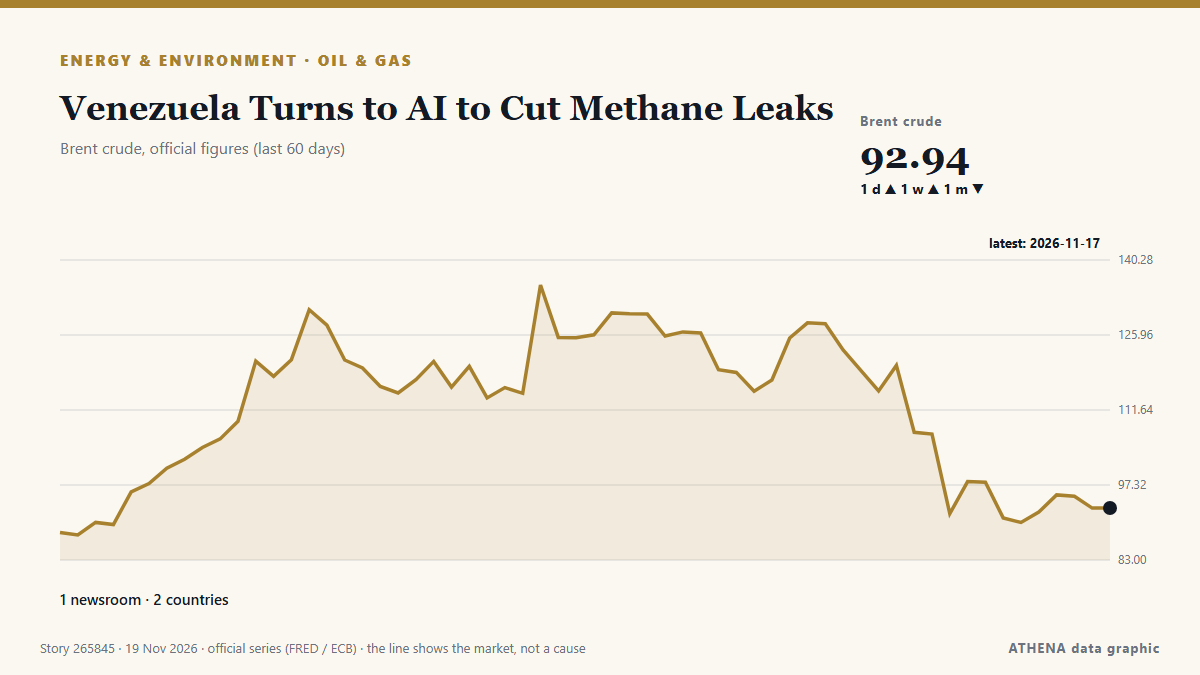 ENERGY & ENVIRONMENT · OIL & GAS
Venezuela Turns to AI to Cut Methane Leaks
Brent crude, official figures (last 60 days)
Brent crude
92.94
1 d ▲ 1 w ▲ 1 m ▼
latest: 2026-11-17
140.28
125.96
111.64
97.32
83.00
1 newsroom · 2 countries
Story 265845 · 19 Nov 2026 · official series (FRED / ECB) · the line shows the market, not a cause
ATHENA data graphic